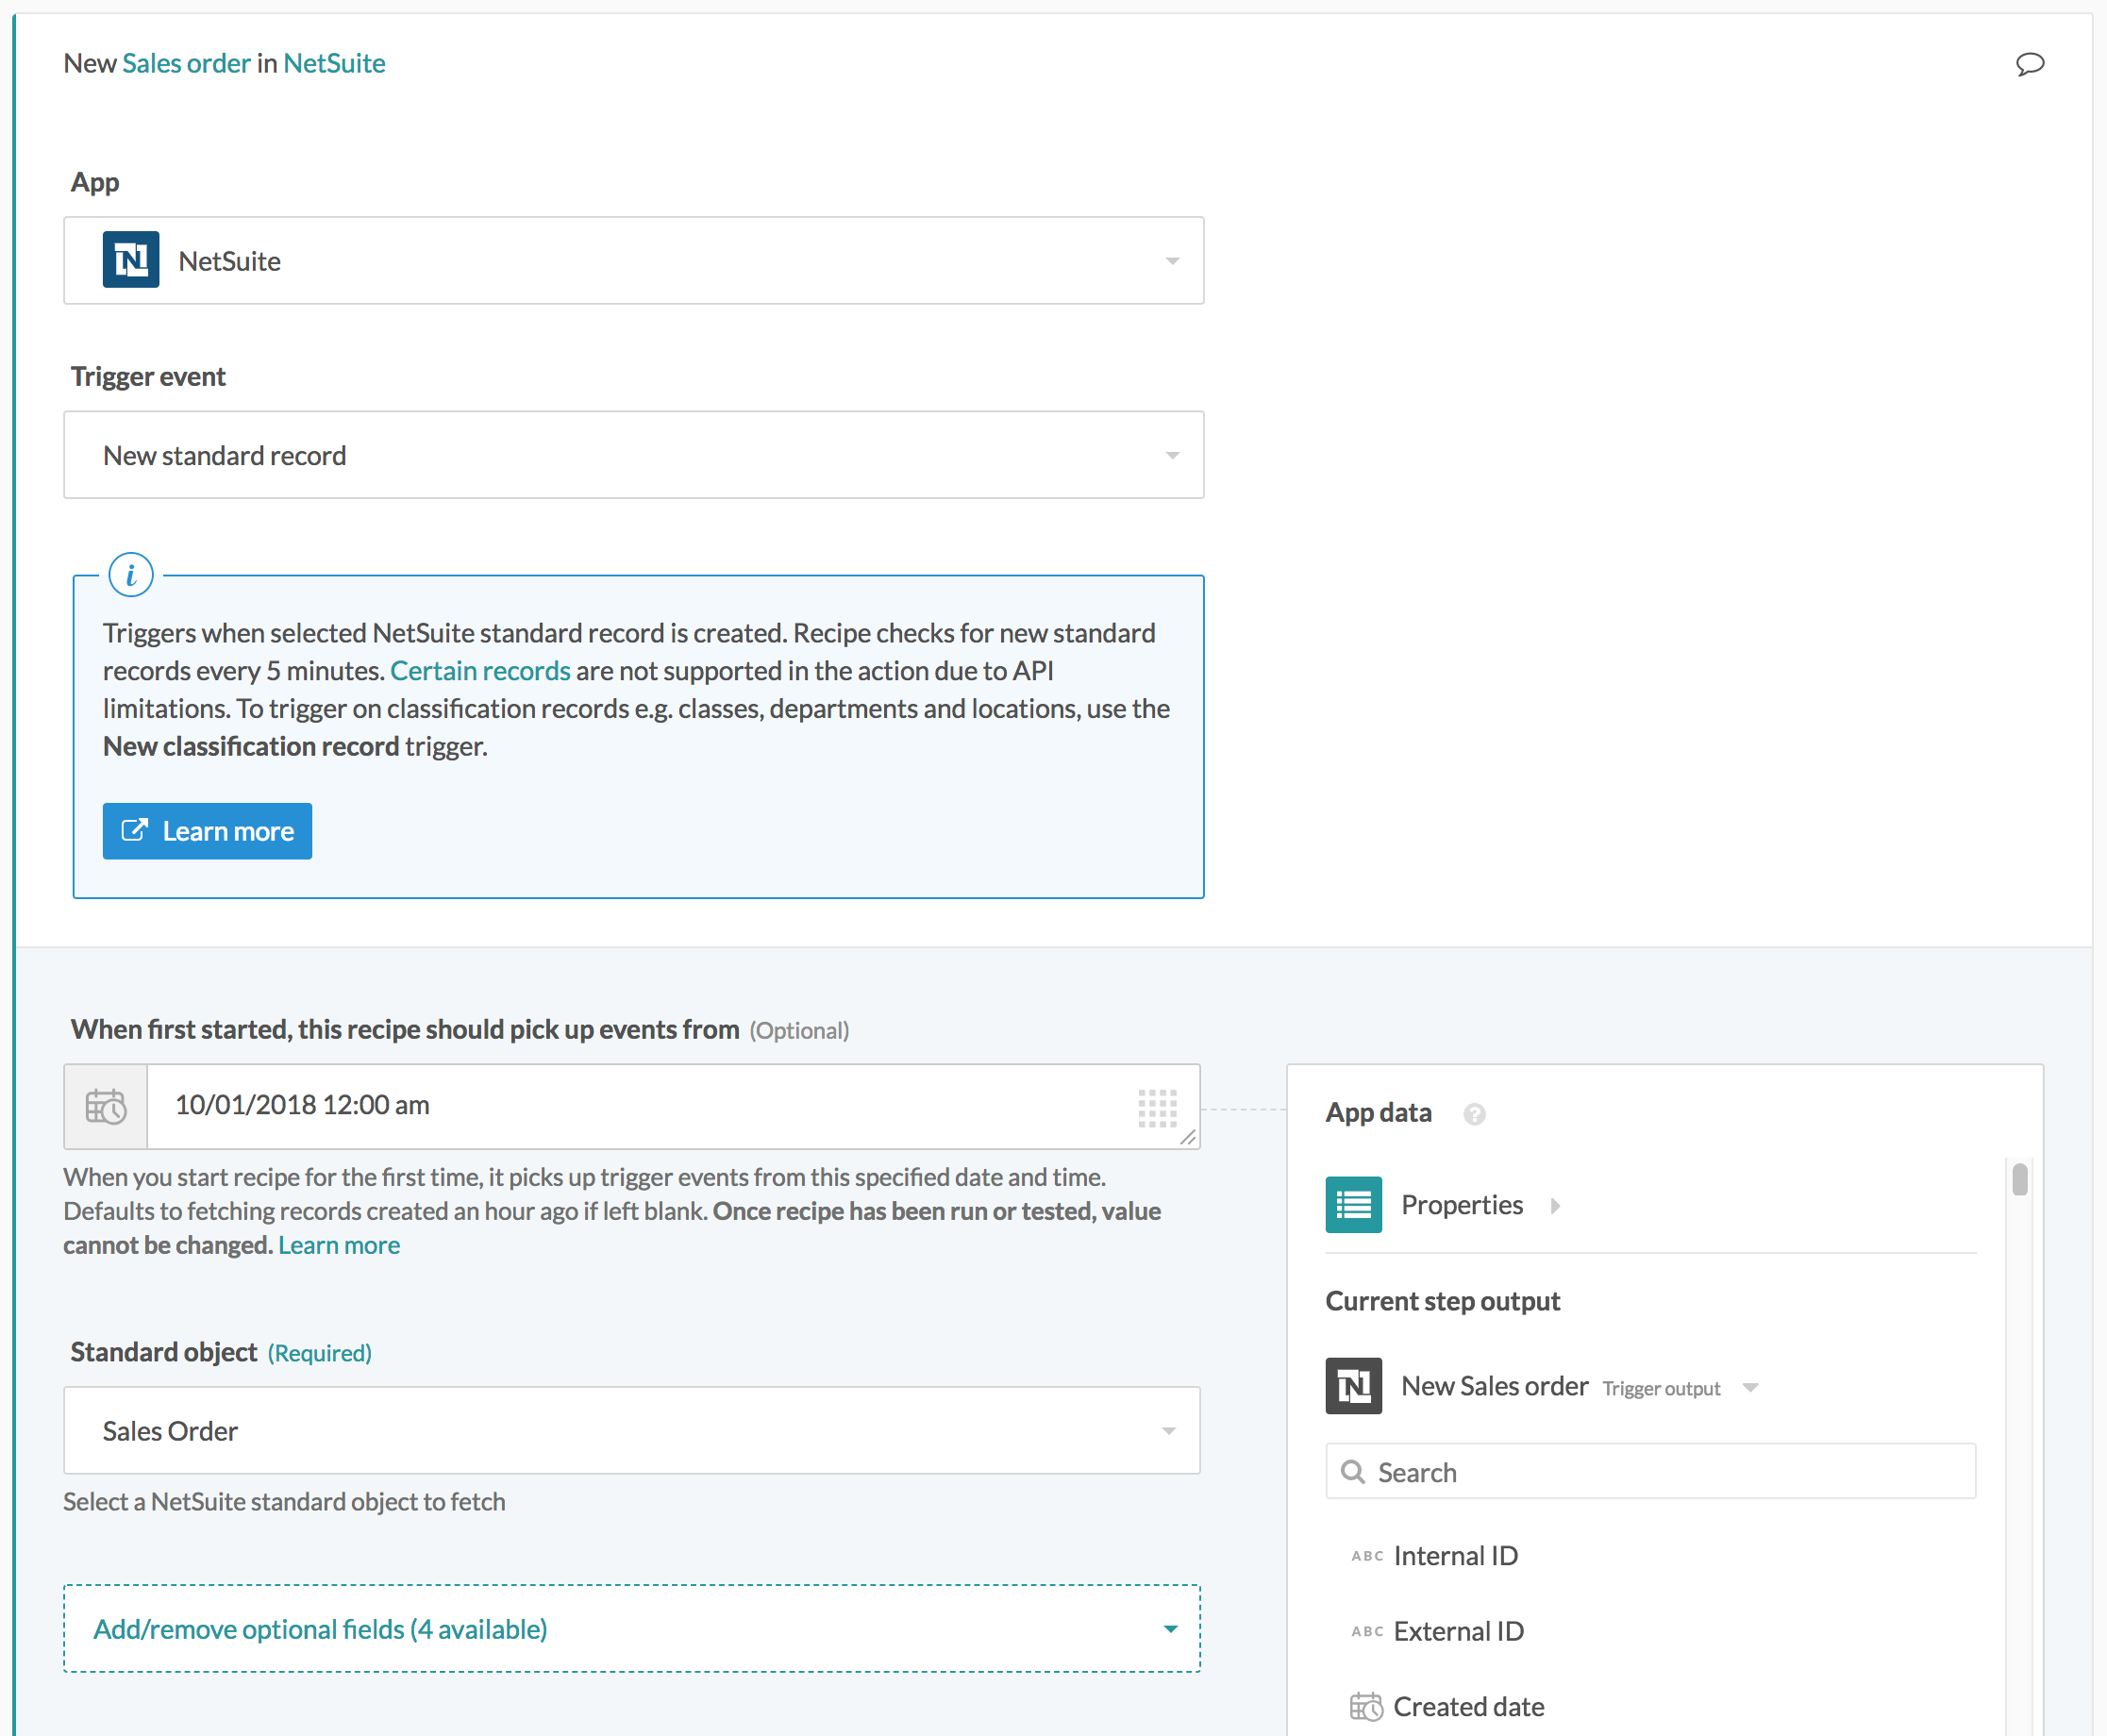 New Sales order in NetSuite
App
NetSuite
Trigger event
New standard record
i
Triggers when selected NetSuite standard record is created. Recipe checks for new standard
records every 5 minutes. Certain records are not supported in the action due to API
limitations. To trigger on classification records e.g. classes, departments and locations, use the
New classification record trigger.
Learn more
When first started, this recipe should pick up events from (Optional)
10/01/2018 12:00 am
When you start recipe for the first time, it picks up trigger events from this specified date and time.
Defaults to fetching records created an hour ago if left blank. Once recipe has been run or tested, value
cannot be changed. Learn more
Standard object (Required)
Sales Order
Select a NetSuite standard object to fetch
Add/remove optional fields (4 available)
App data ?
Properties
Current step output
N New Sales order Trigger output
Search
ABC Internal ID
ABC External ID
Created date